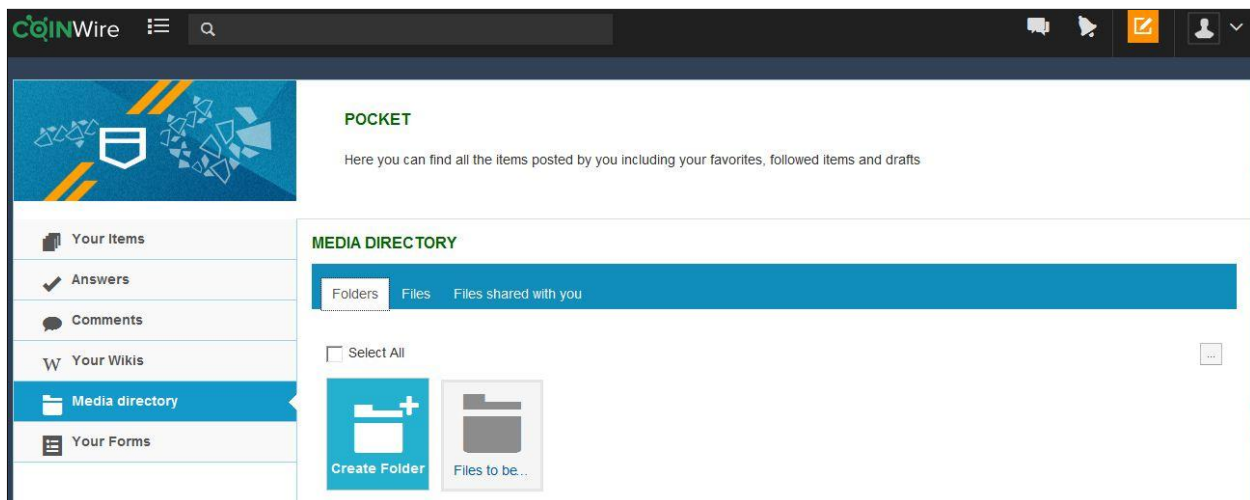 COINWire
POCKET
Here you can find all the items posted by you including your favorites, followed items and drafts
Your Items
Answers
Comments
W Your Wikis
Media directory
Your Forms
MEDIA DIRECTORY
Folders Files Files shared with you
Select All
...
Create Folder
Files to be...